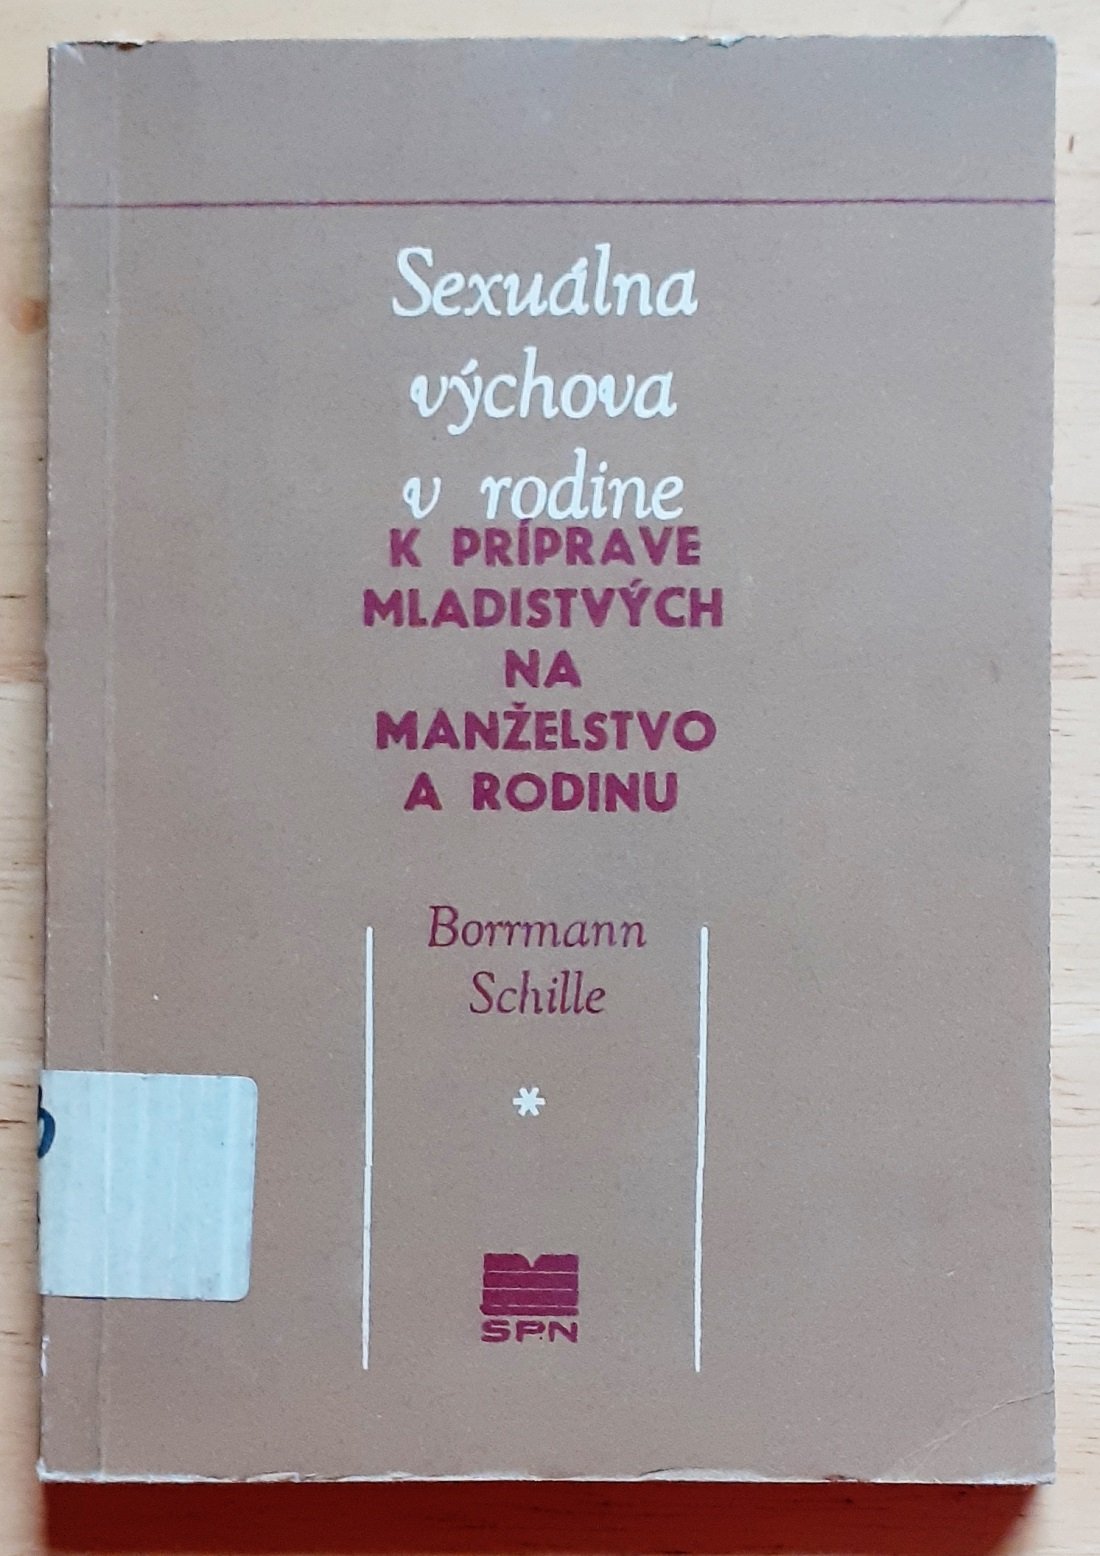 Sexuálna
výchova
v rodine
K PRÍPRAVE
MLADISTVÝCH
NA
MANŽELSTVO
A RODINU
Borrmann
Schille
*
SPN